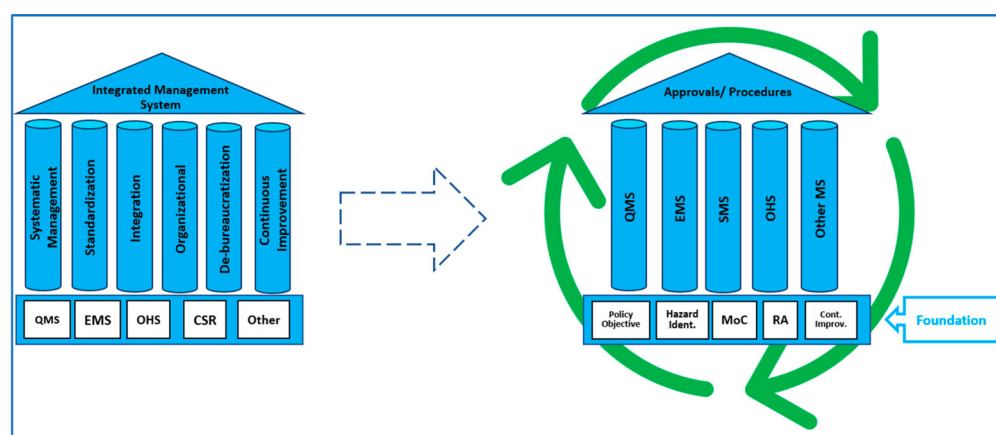 Integrated Management
System
Systematic
Management
Standardization
Integration
Organizational
De-bureaucratization
Continuous
Improvement
QMS
EMS
OHS
CSR
Other
Approvals/ Procedures
QMS
EMS
SMS
OHS
Other MS
Policy
Objective
Hazard
Ident.
MoC
RA
Cont.
Improv.
Foundation